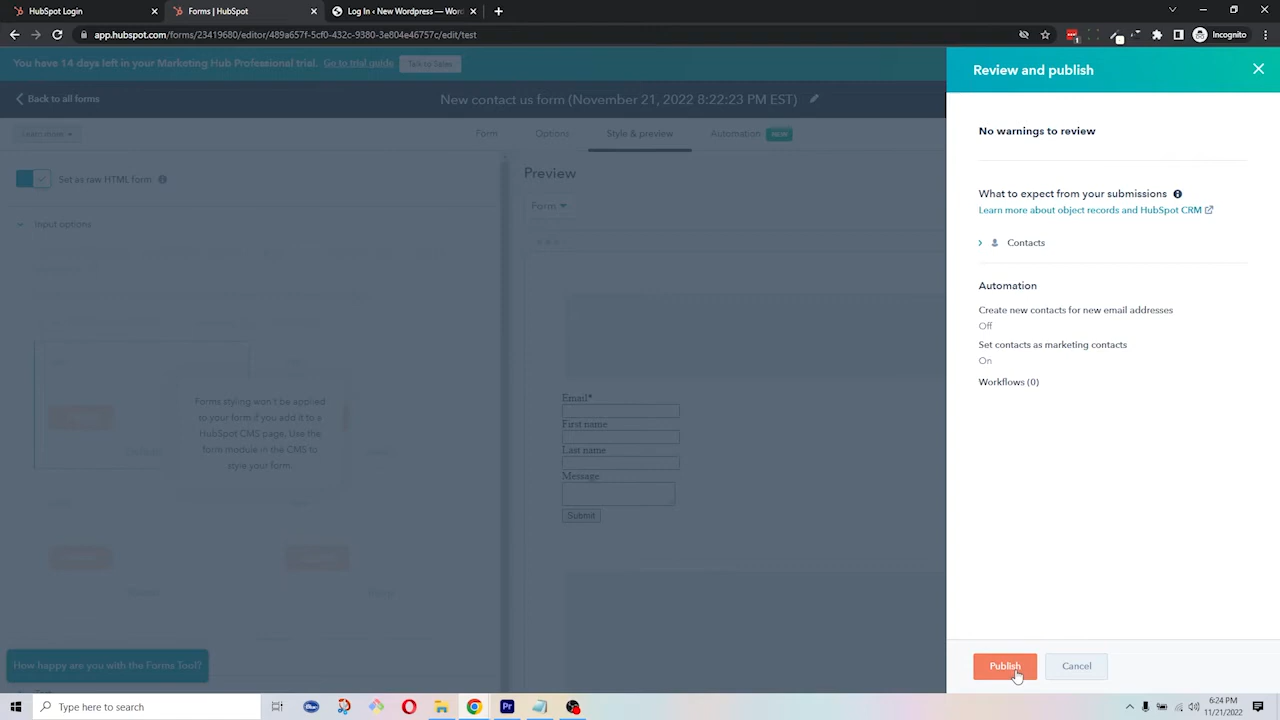 HubSpot Login
Forms | HubSpot
Log In ‹ New Wordpress — Word
app.hubspot.com/forms/23419680/editor/489a657f-5cf0-432c-9380-3e804e46757c/edit/test
Incognito
You have 14 days left in your Marketing Hub Professional trial. Go to trial guide Talk to Sales
Review and publish
Back to all forms
New contact us form (November 21, 2022 8:22:23 PM EST)
Learn more
Form
Options
Style & preview
Automation NEW
No warnings to review
Set as raw HTML form
Preview
What to expect from your submissions
Learn more about object records and HubSpot CRM
Form
Input options
Contacts
Automation
Create new contacts for new email addresses
Off
Set contacts as marketing contacts
On
Workflows (0)
Forms styling won't be applied
to your form if you add it to a
HubSpot CMS page. Use the
forms module in the CMS to
style your form.
Email*
First name
Last name
Message
Submit
How happy are you with the Forms Tool?
Publish
Cancel
Text
Type here to search
6:24 PM
11/21/2022